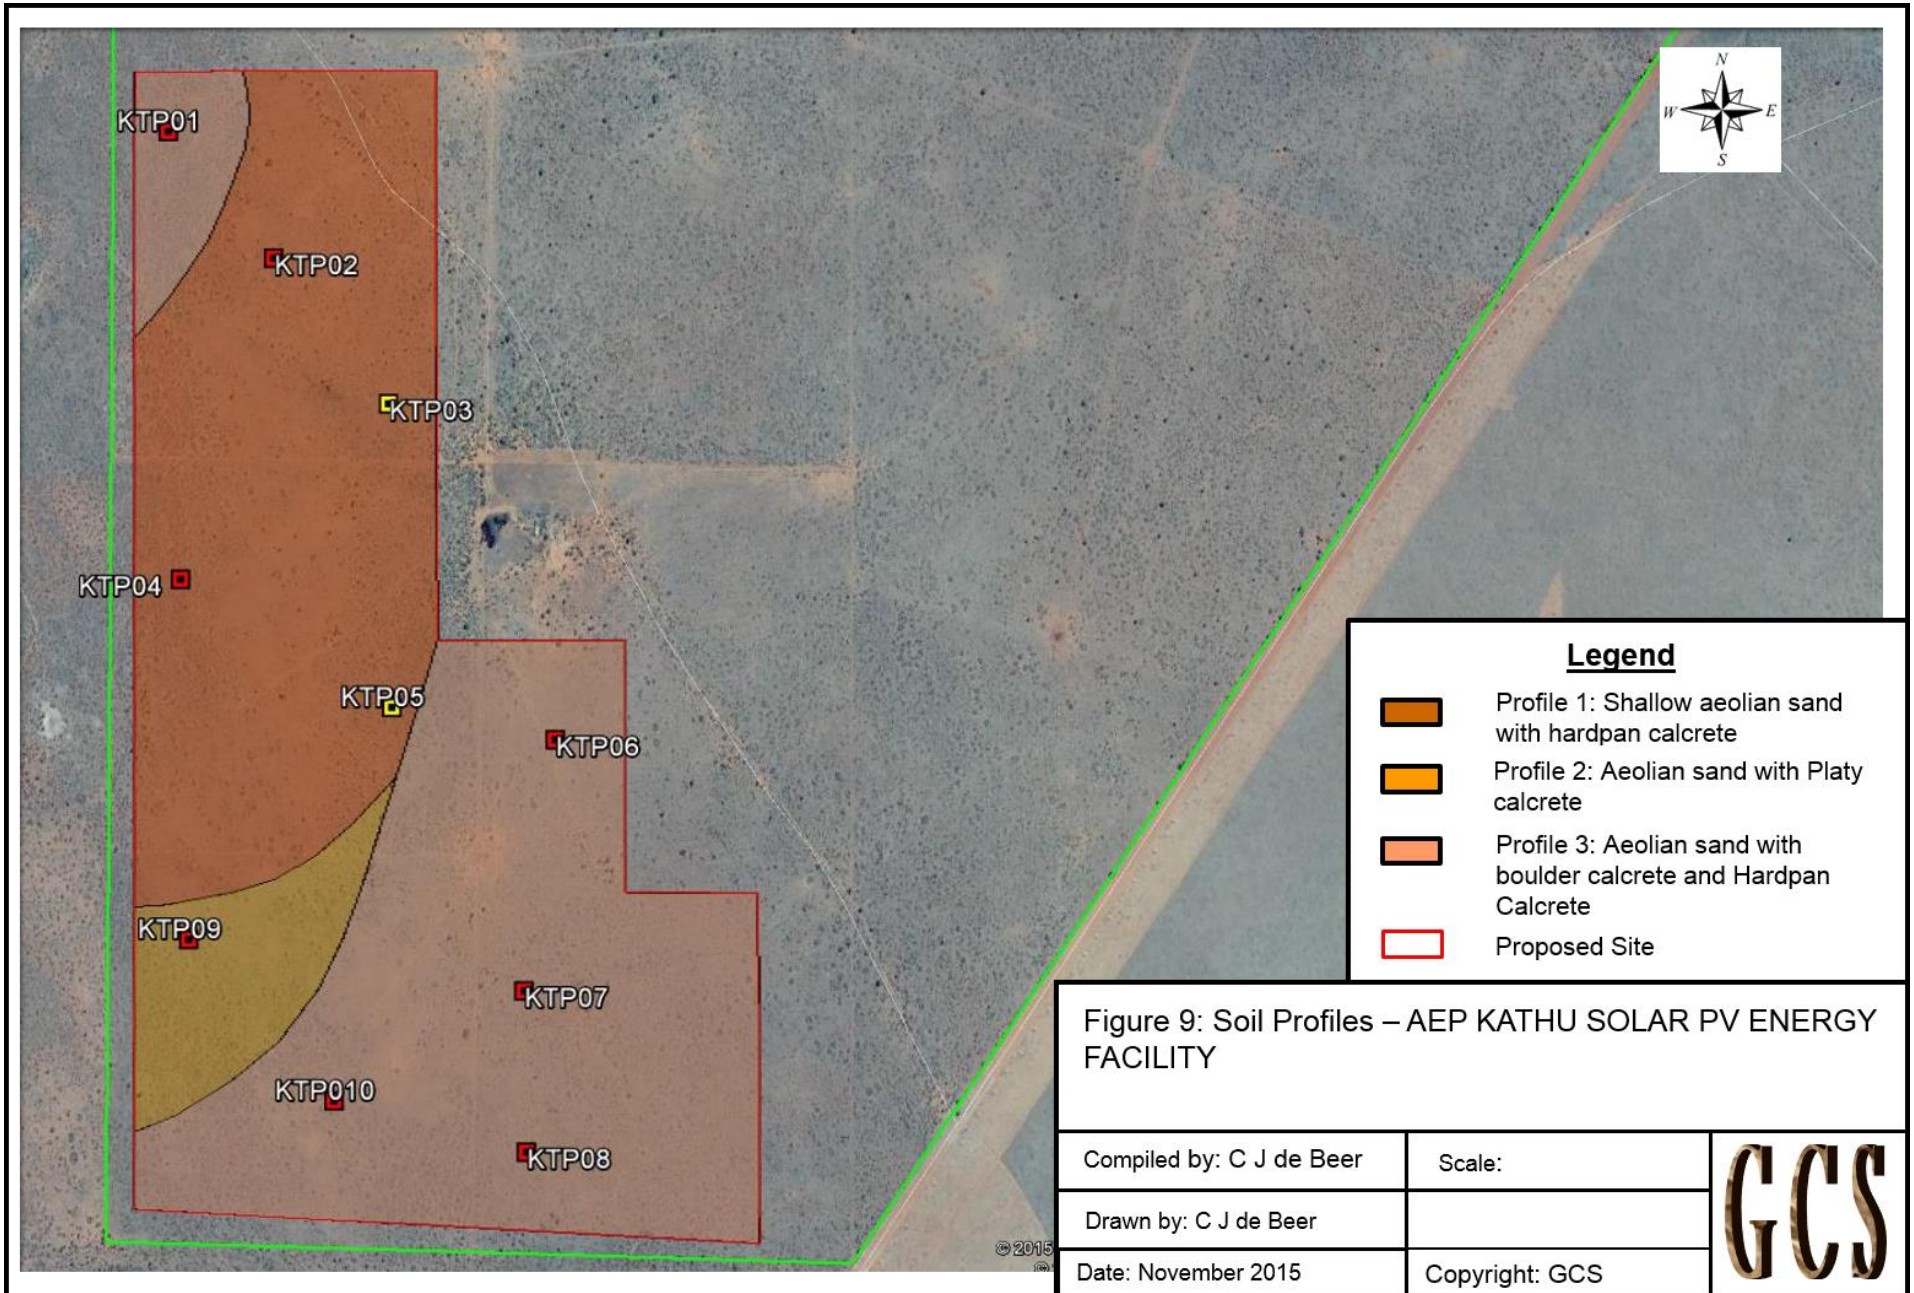 N
W E
S
KTP01
KTP02
KTP03
KTP04
KTP05
KTP06
KTP09
KTP07
KTP010
KTP08
© 2015
Legend
Profile 1: Shallow aeolian sand
with hardpan calcrete
Profile 2: Aeolian sand with Platy
calcrete
Profile 3: Aeolian sand with
boulder calcrete and Hardpan
Calcrete
Proposed Site
Figure 9: Soil Profiles – AEP KATHU SOLAR PV ENERGY
FACILITY
Compiled by: C J de Beer
Scale:
Drawn by: C J de Beer
Date: November 2015
Copyright: GCS
GCS